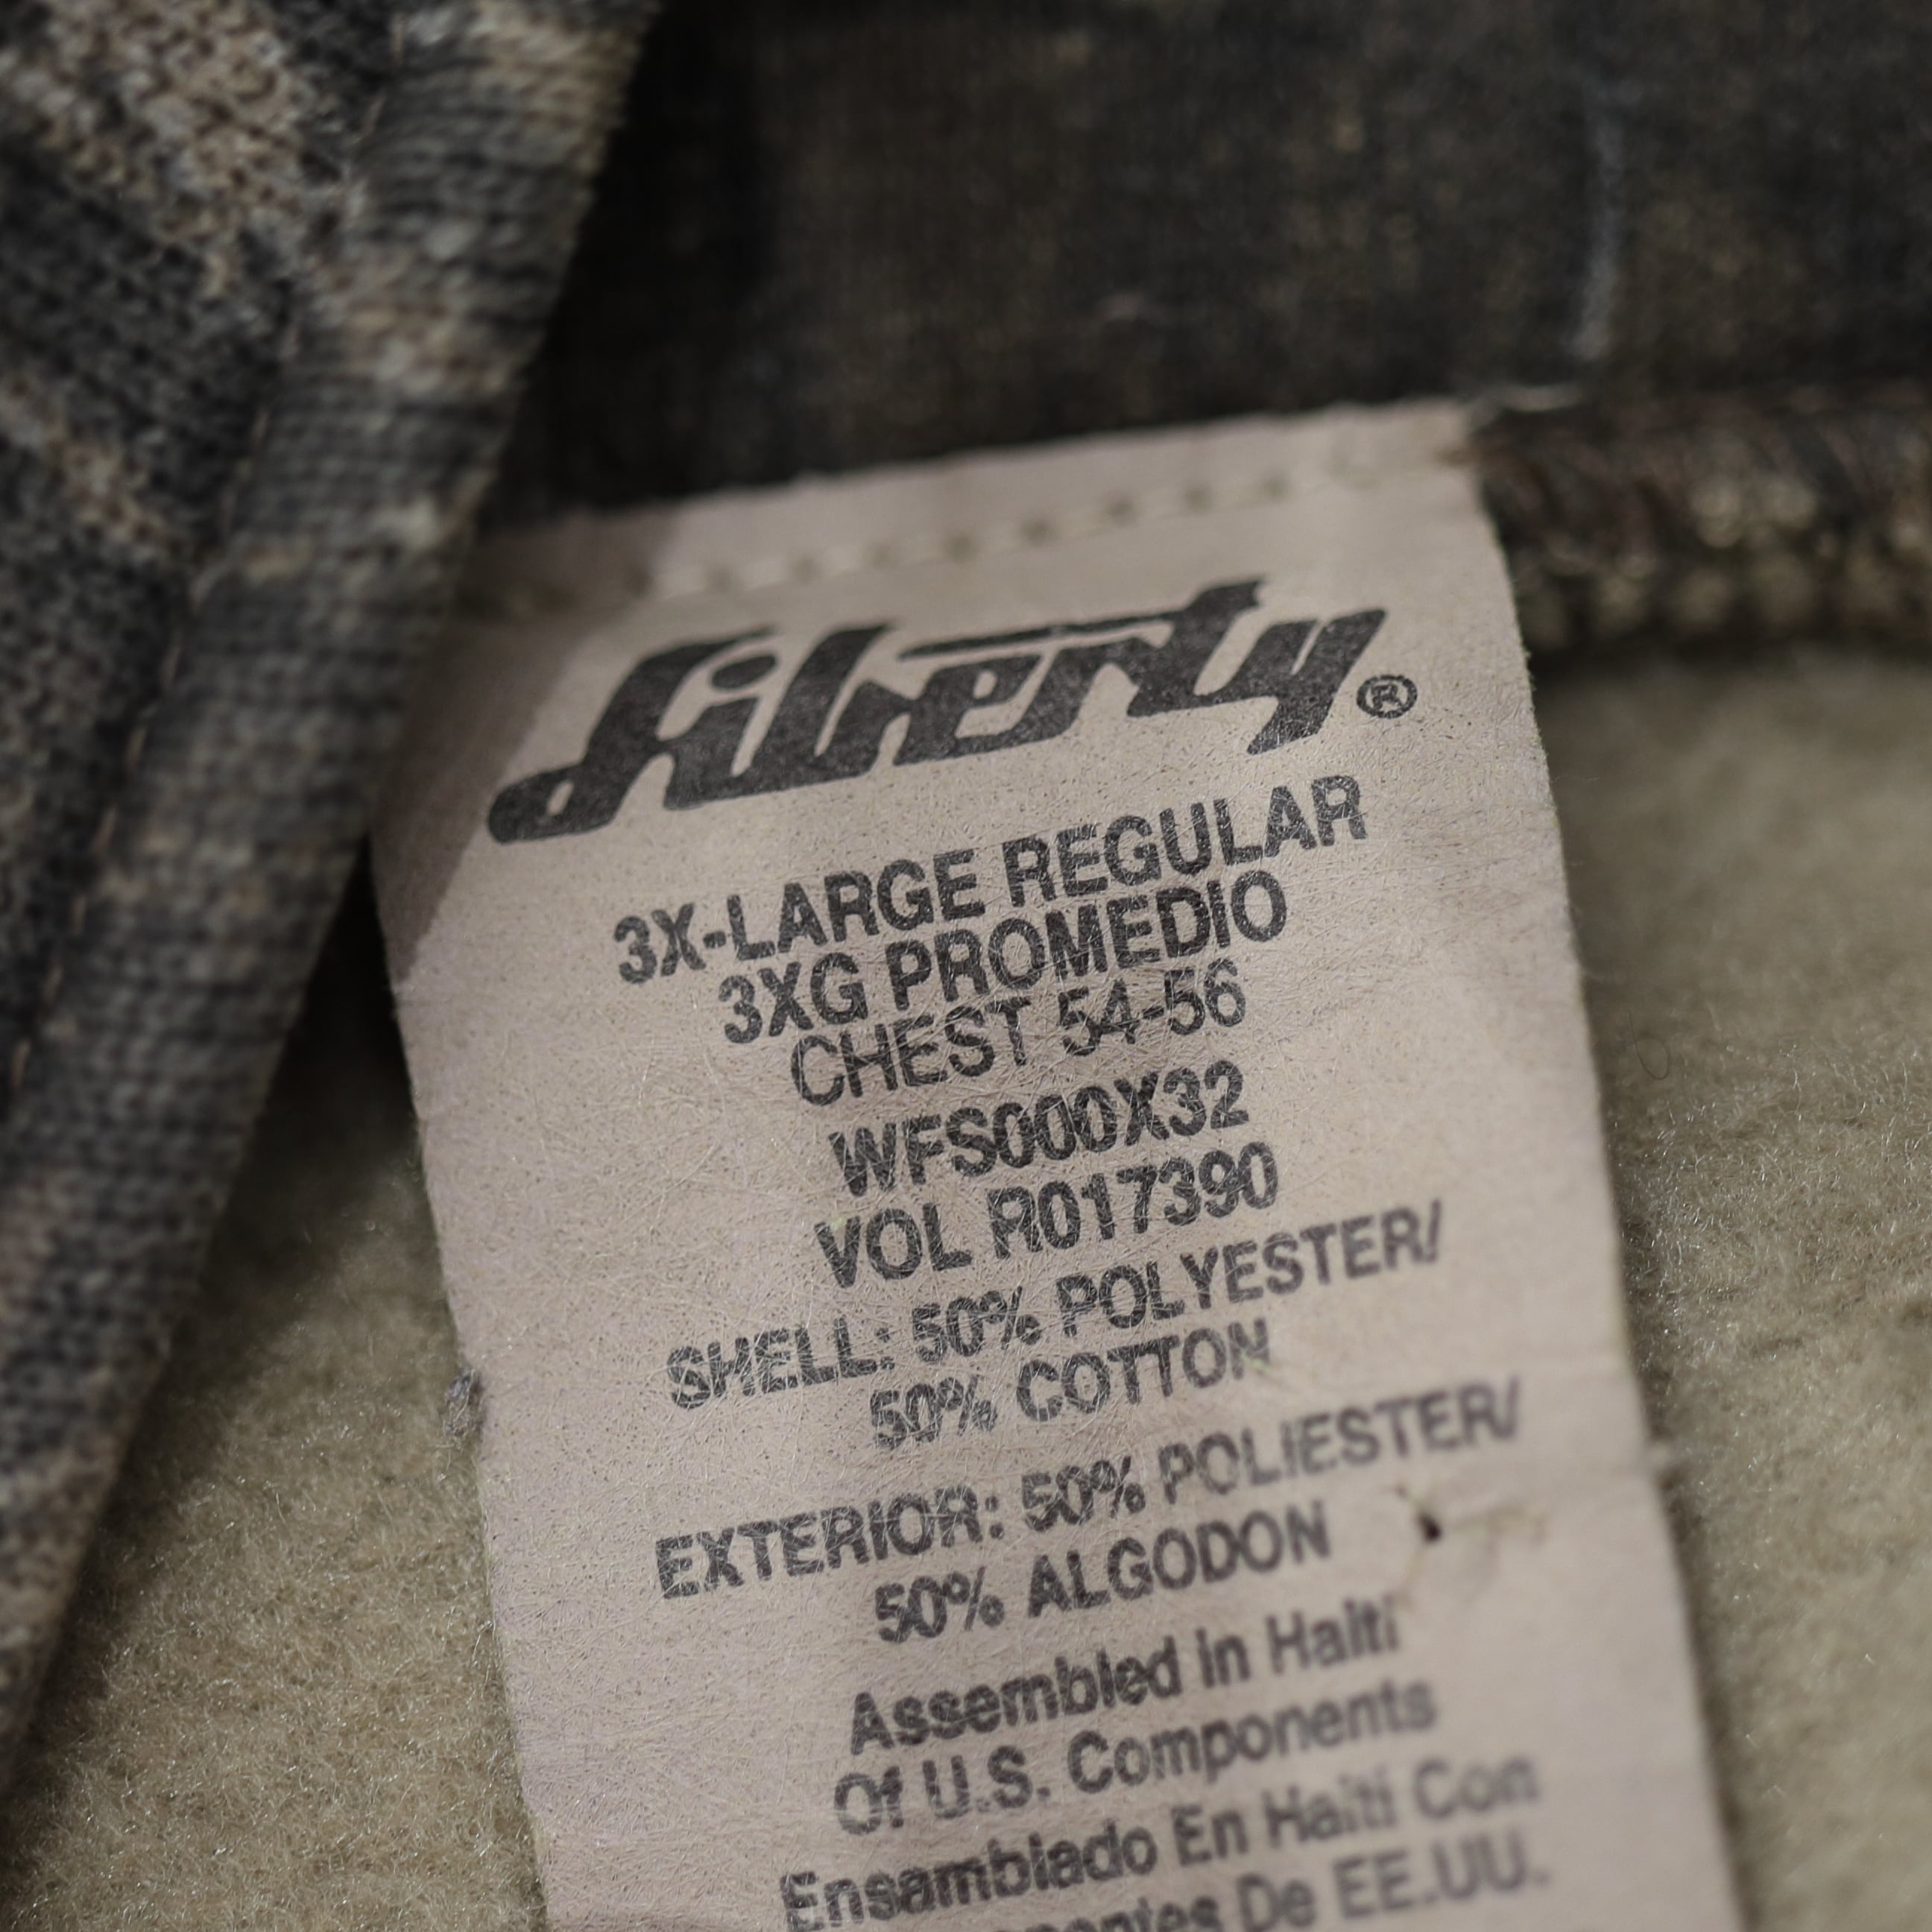 Liberty®
3X-LARGE REGULAR
3XG PROMEDIO
CHEST 54-56
WFS000X32
VOL R017390
SHELL: 50% POLYESTER/
50% COTTON
EXTERIOR: 50% POLIESTER/
50% ALGODON
Assembled In Haiti
Of U.S. Components
Ensamblado En Haiti Con
De EE.UU.